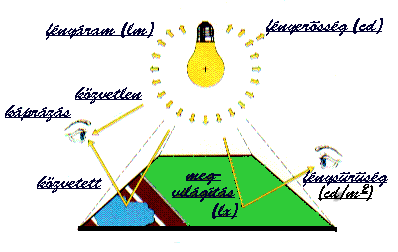 fényáram (lm)
fényerősség (cd)
közvetlen
káprázás
közvetett
meg-
világítás
(lx)
fénysűrűség
(cd/m²)